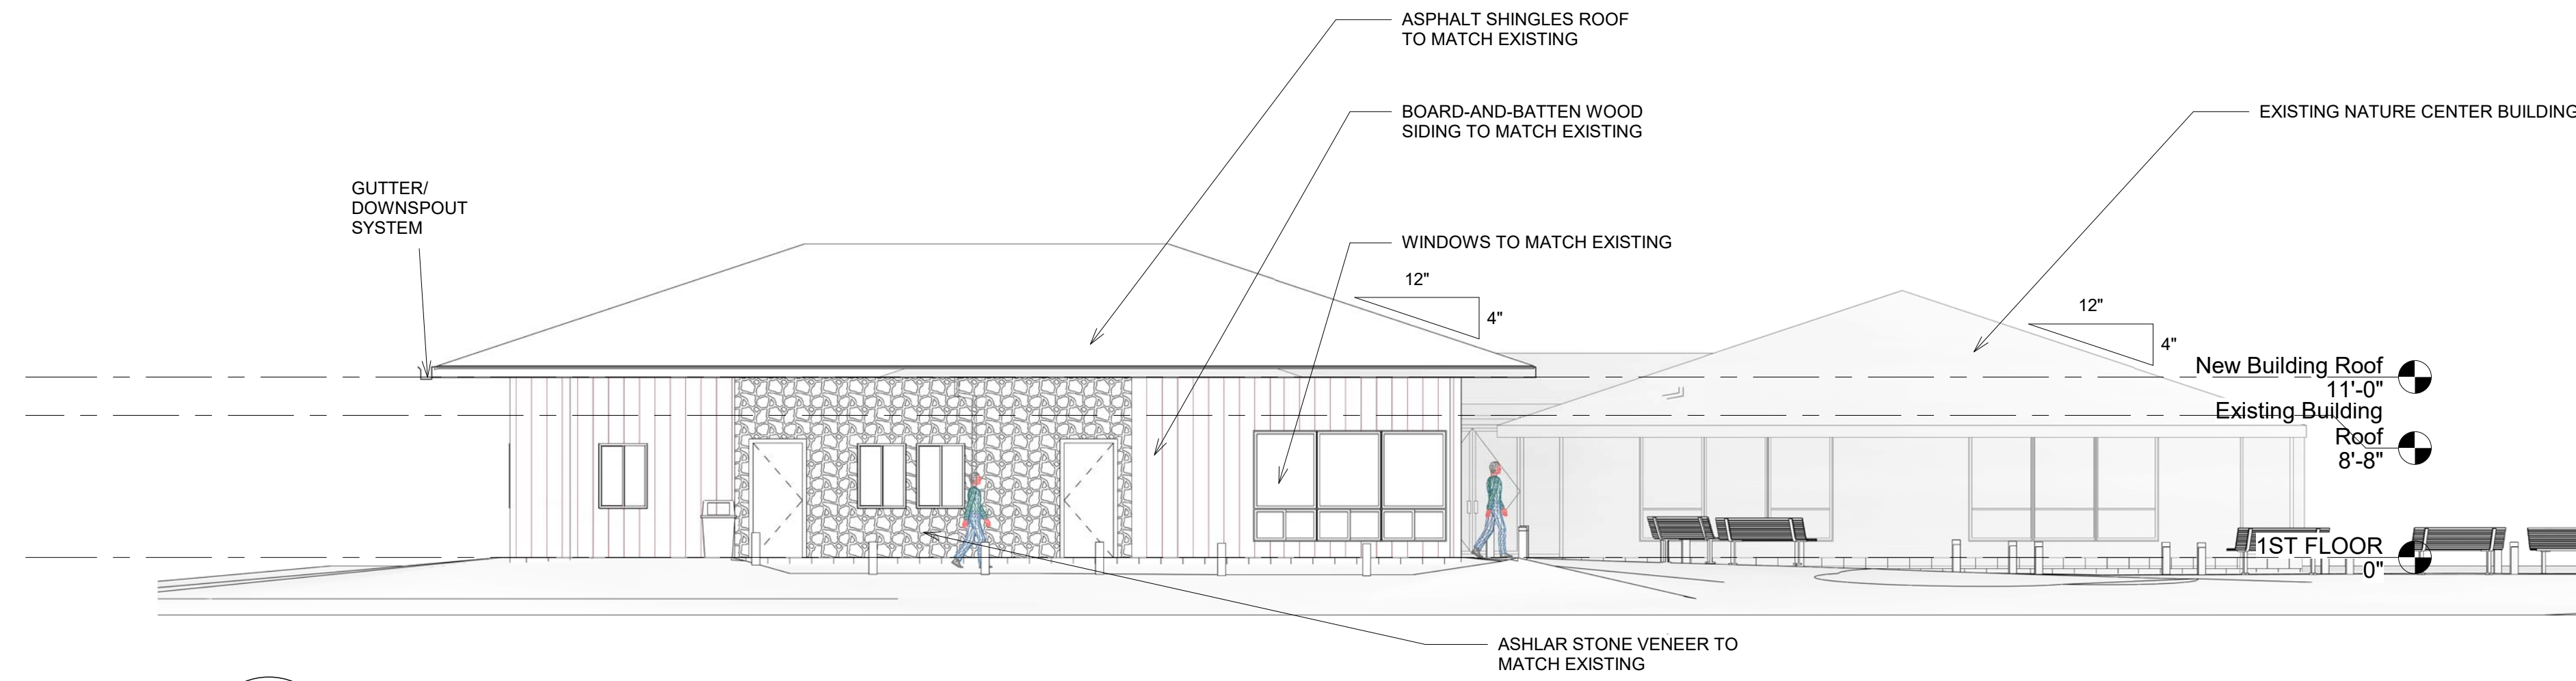 ASPHALT SHINGLES ROOF
TO MATCH EXISTING
BOARD-AND-BATTEN WOOD
SIDING TO MATCH EXISTING
EXISTING NATURE CENTER BUILDING
GUTTER/
DOWNSPOUT
SYSTEM
WINDOWS TO MATCH EXISTING
12"
4"
12"
4"
New Building Roof
11'-0"
Existing Building
Roof
8'-8"
1ST FLOOR
0"
ASHLAR STONE VENEER TO
MATCH EXISTING